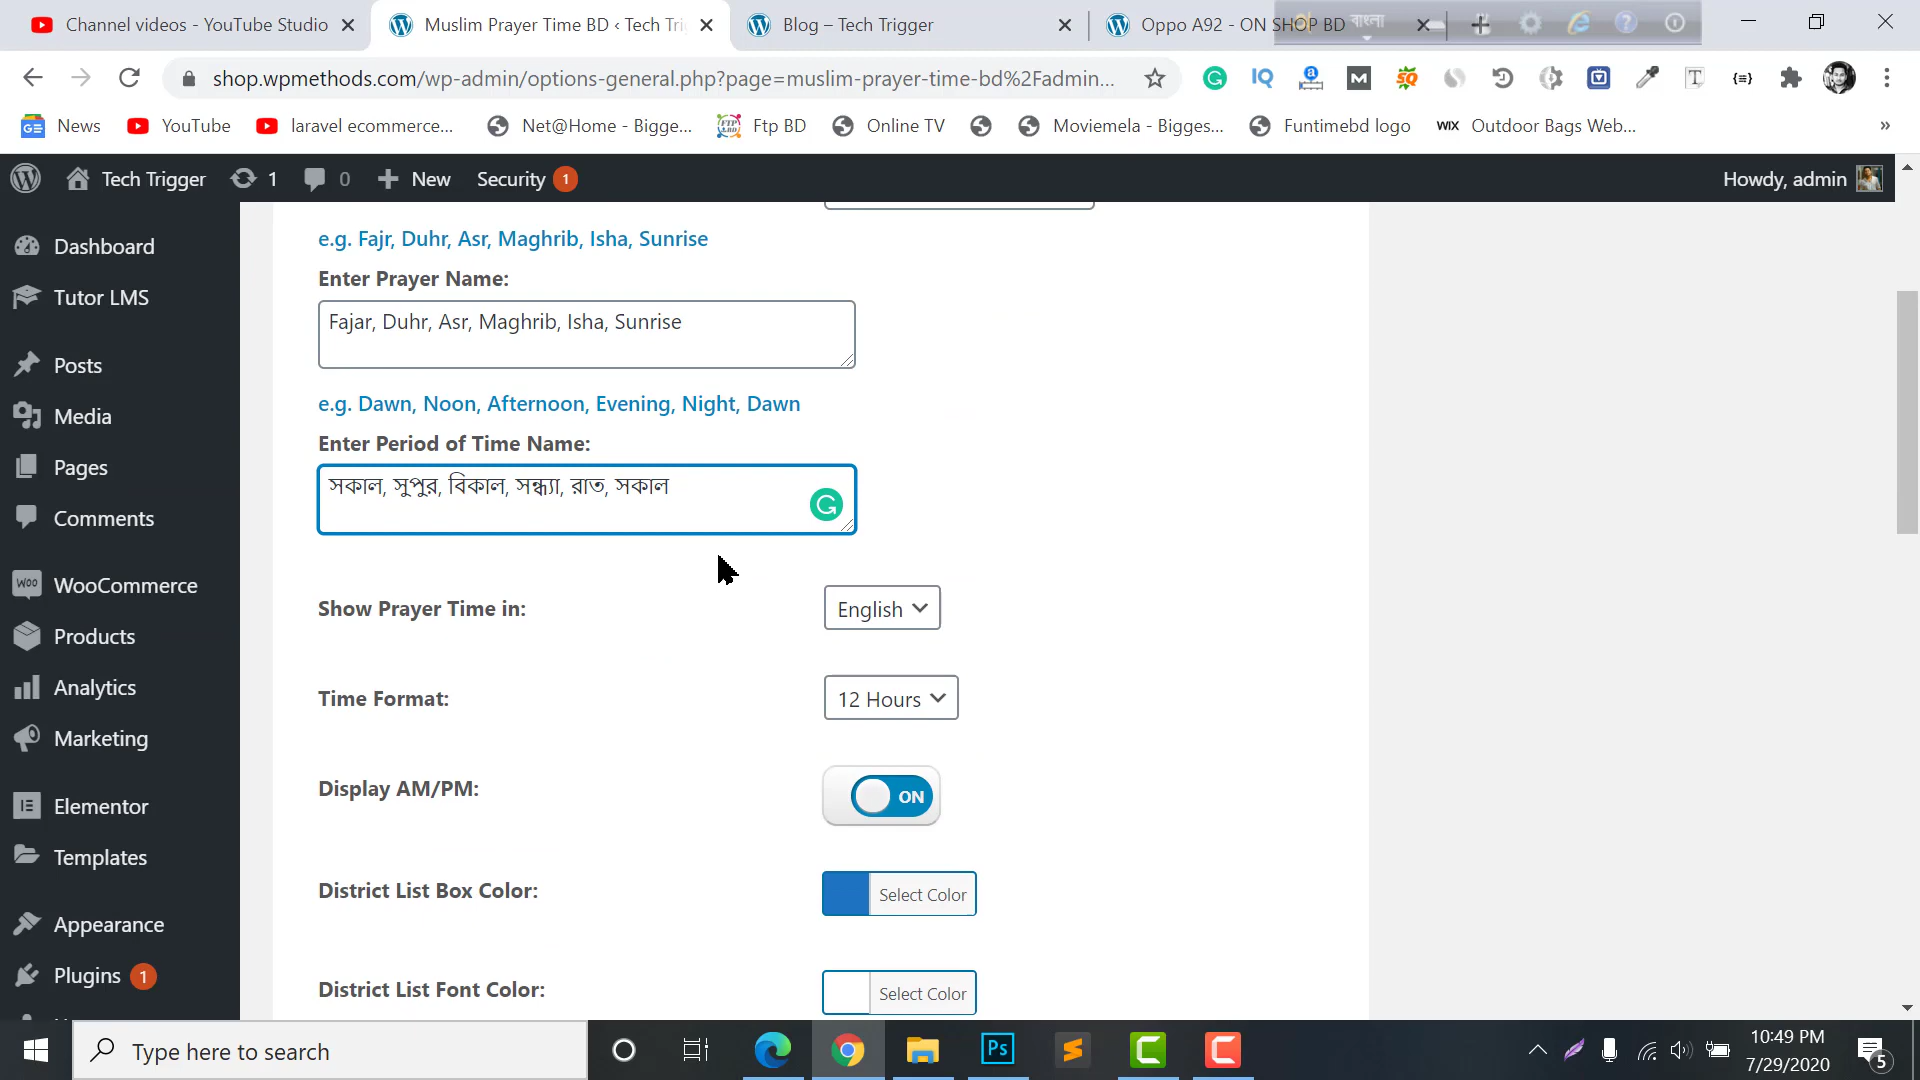 Channel videos - YouTube Studio
Muslim Prayer Time BD ‹ Tech Tri
Blog – Tech Trigger
Oppo A92 - ON SHOP BD
বাংলা
shop.wpmethods.com/wp-admin/options-general.php?page=muslim-prayer-time-bd%2Fadmin...
News
YouTube
laravel ecommerce...
Net@Home - Bigge...
Ftp BD
Online TV
Moviemela - Bigges...
Funtimebd logo
WIX
Outdoor Bags Web...
»
Tech Trigger
1
0
New
Security 1
Howdy, admin
Dashboard
Tutor LMS
Posts
Media
Pages
Comments
WooCommerce
Products
Analytics
Marketing
Elementor
Templates
Appearance
Plugins 1
e.g. Fajr, Duhr, Asr, Maghrib, Isha, Sunrise
Enter Prayer Name:
Fajar, Duhr, Asr, Maghrib, Isha, Sunrise
e.g. Dawn, Noon, Afternoon, Evening, Night, Dawn
Enter Period of Time Name:
সকাল, সুপুর, বিকাল, সন্ধ্যা, রাত, সকাল
Show Prayer Time in:
English
Time Format:
12 Hours
Display AM/PM:
ON
District List Box Color:
Select Color
District List Font Color:
Select Color
Type here to search
Ps
10:49 PM
7/29/2020
5